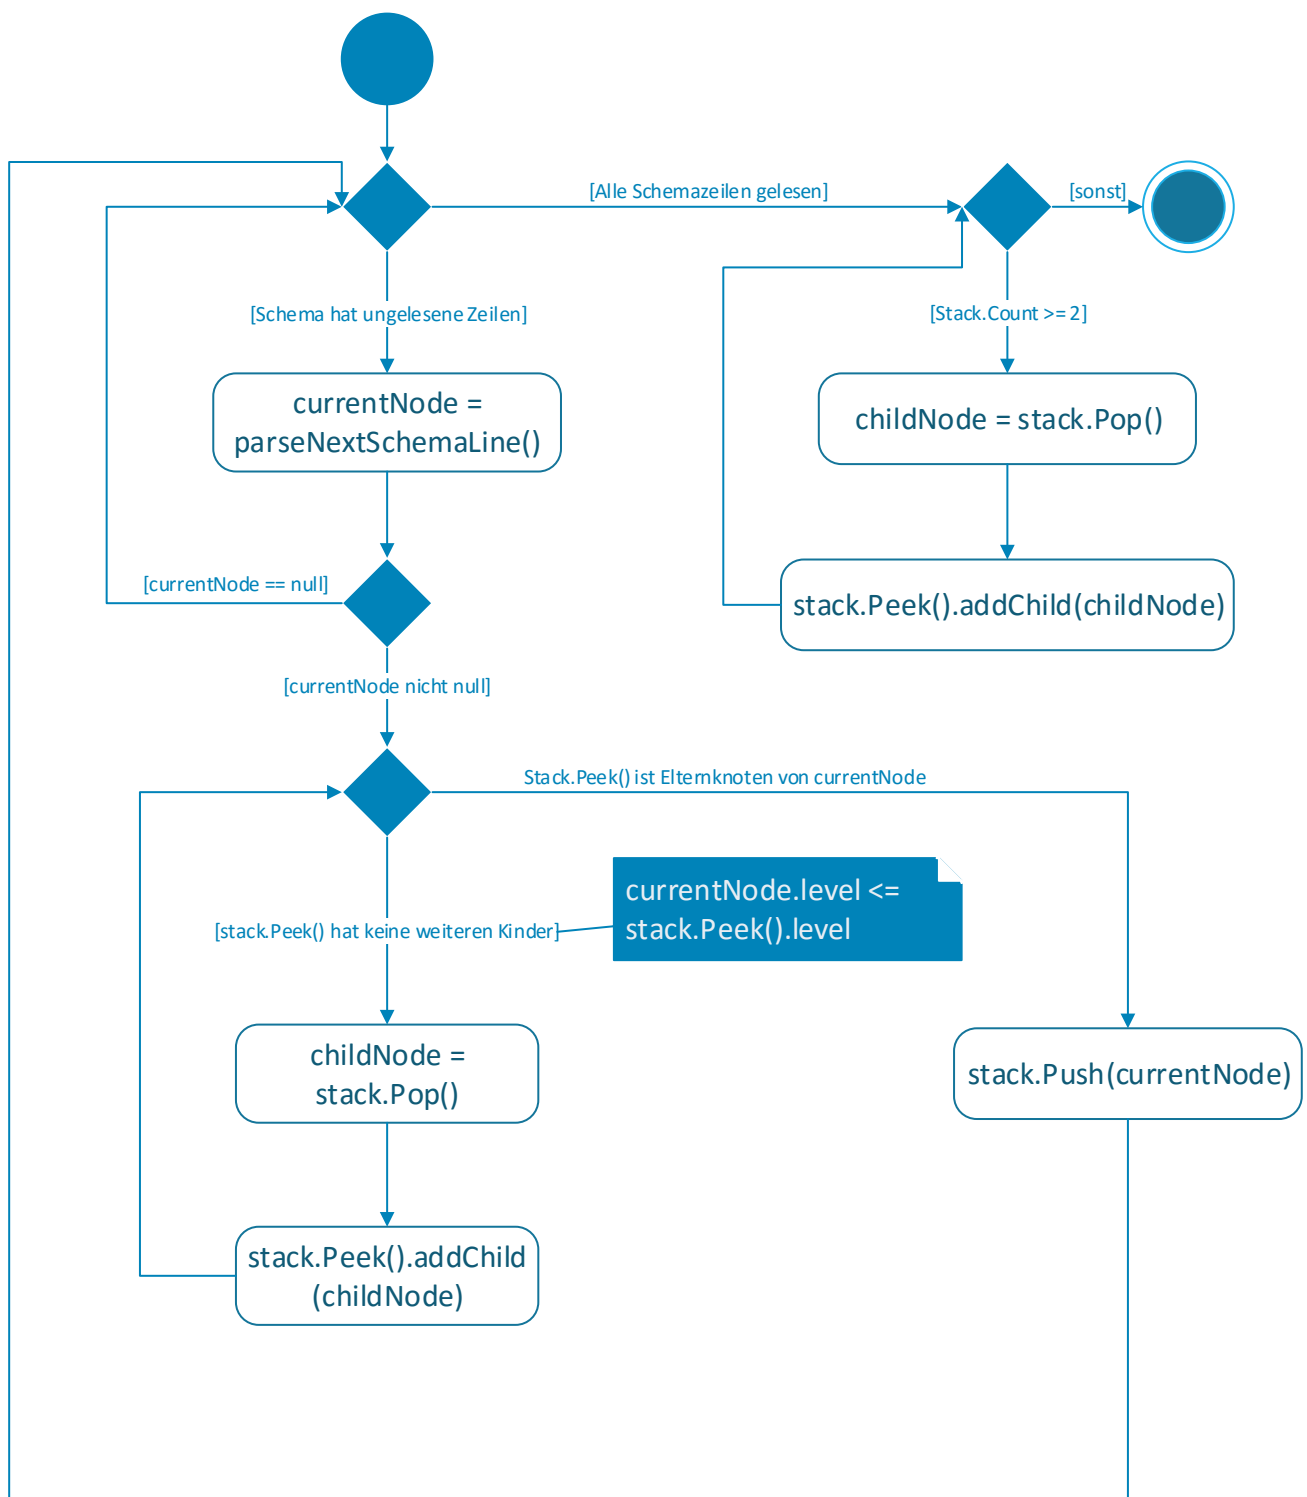 [Alle Schemazeilen gelesen]
[sonst]
[Schema hat ungelesene Zeilen]
[Stack.Count >= 2]
currentNode =
parseNextSchemaLine()
childNode = stack.Pop()
[currentNode == null]
stack.Peek().addChild(childNode)
[currentNode nicht null]
Stack.Peek() ist Elternknoten von currentNode
currentNode.level <=
stack.Peek().level
[stack.Peek() hat keine weiteren Kinder]
childNode =
stack.Pop()
stack.Push(currentNode)
stack.Peek().addChild
(childNode)